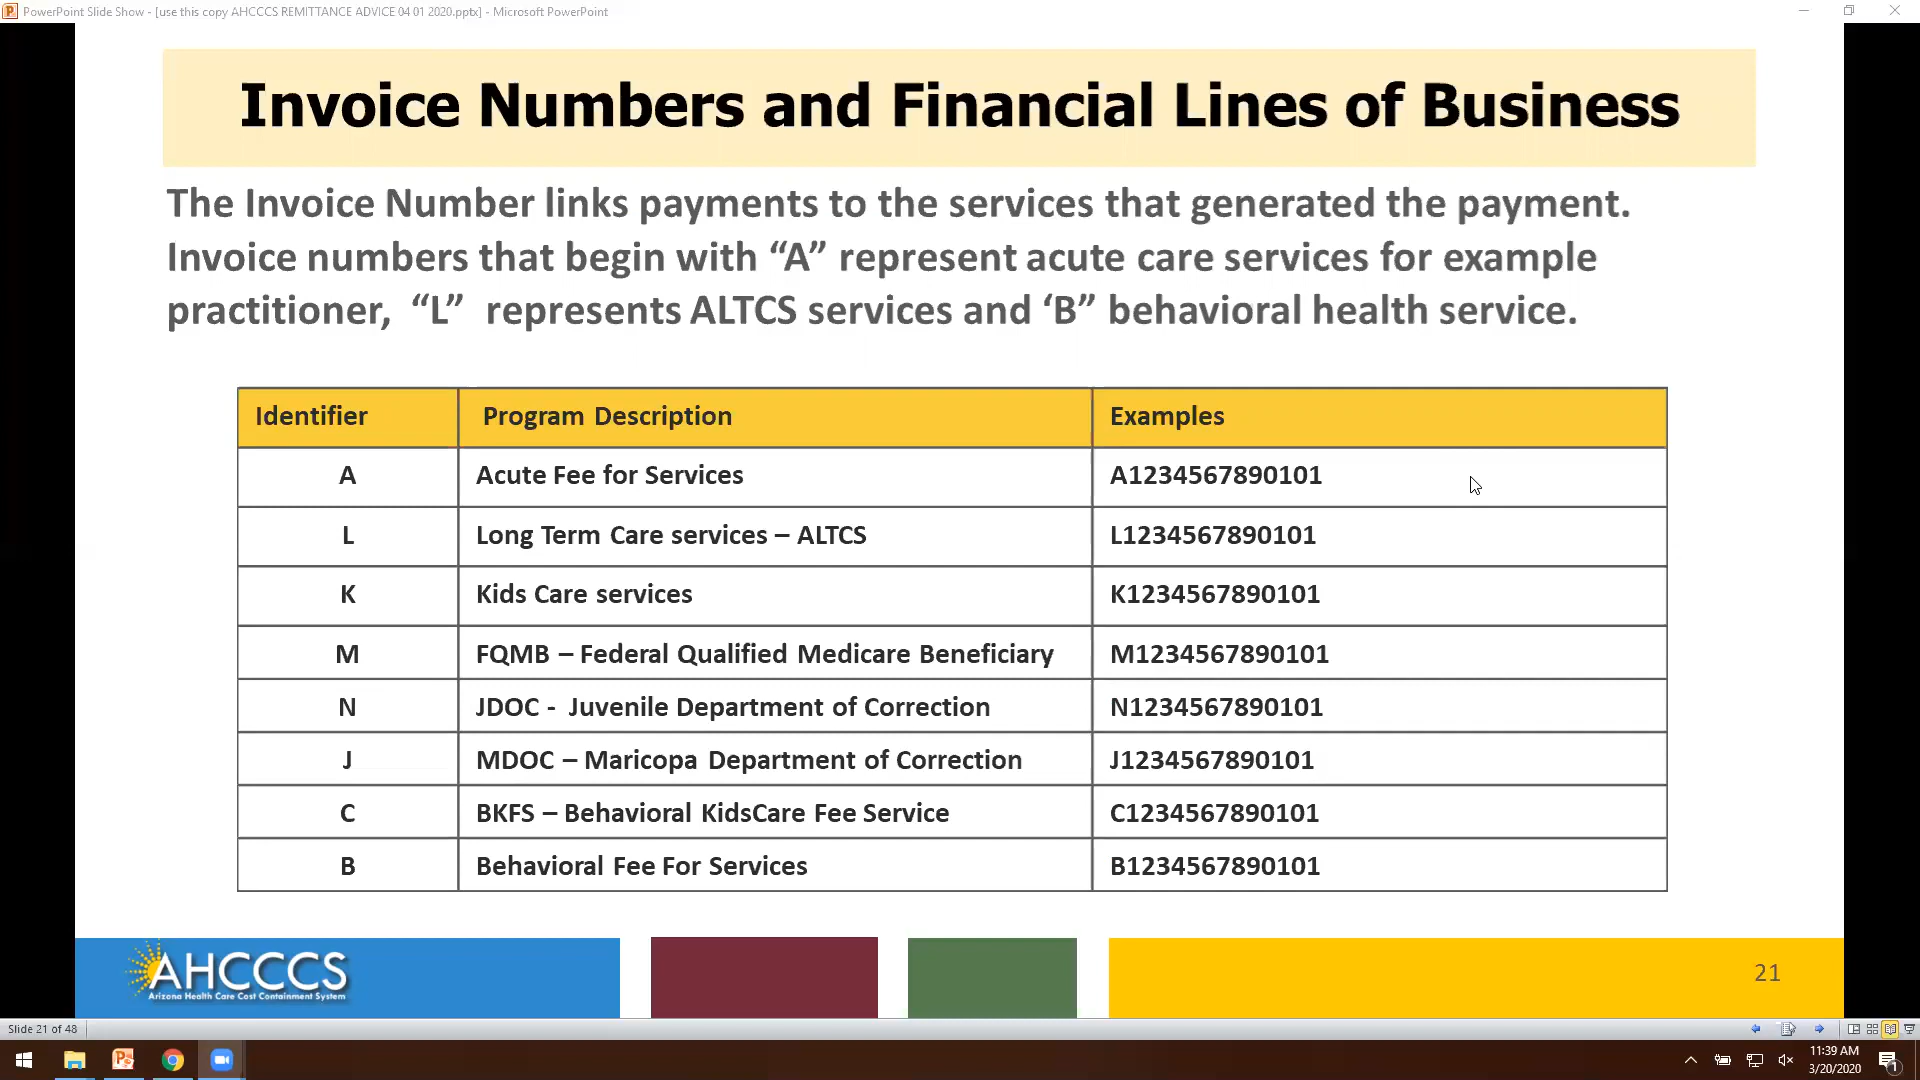 PowerPoint Slide Show - [use this copy AHCCCS REMITTANCE ADVICE 04 01 2020.pptx] - Microsoft PowerPoint
Invoice Numbers and Financial Lines of Business
The Invoice Number links payments to the services that generated the payment.
Invoice numbers that begin with “A” represent acute care services for example
practitioner, “L” represents ALTCS services and ‘B” behavioral health service.
Identifier Program Description Examples
A Acute Fee for Services A1234567890101
L Long Term Care services – ALTCS L1234567890101
K Kids Care services K1234567890101
M FQMB – Federal Qualified Medicare Beneficiary M1234567890101
N JDOC - Juvenile Department of Correction N1234567890101
J MDOC – Maricopa Department of Correction J1234567890101
C BKFS – Behavioral KidsCare Fee Service C1234567890101
B Behavioral Fee For Services B1234567890101
AHCCCS
Arizona Health Care Cost Containment System
21
Slide 21 of 48
11:39 AM
3/20/2020
1